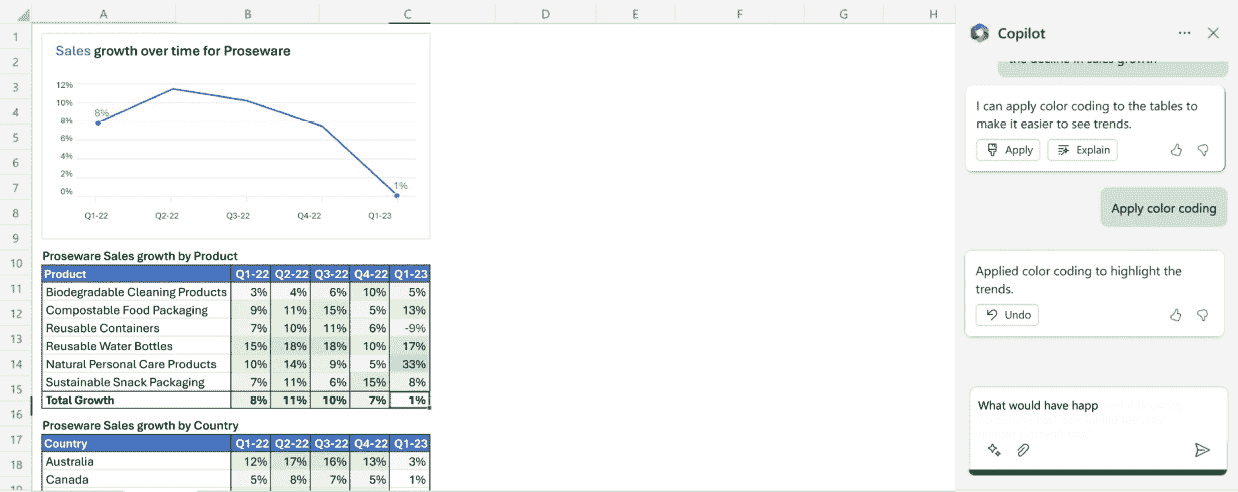 A B C D E F G H
Copilot
1
2
3
4
5
6
7
8
9
10
11
12
13
14
15
16
17
18
Sales growth over time for Proseware
12%
10%
8%
6%
4%
2%
0%
8%
1%
Q1-22 Q2-22 Q3-22 Q4-22 Q1-23
Proseware Sales growth by Product
Product Q1-22 Q2-22 Q3-22 Q4-22 Q1-23
Biodegradable Cleaning Products 3% 4% 6% 10% 5%
Compostable Food Packaging 9% 11% 15% 5% 13%
Reusable Containers 7% 10% 11% 6% -9%
Reusable Water Bottles 15% 18% 18% 10% 17%
Natural Personal Care Products 10% 14% 9% 5% 33%
Sustainable Snack Packaging 7% 11% 6% 15% 8%
Total Growth 8% 11% 10% 7% 1%
Proseware Sales growth by Country
Country Q1-22 Q2-22 Q3-22 Q4-22 Q1-23
Australia 12% 17% 16% 13% 3%
Canada 5% 8% 7% 5% 1%
the decline in sales growth
I can apply color coding to the tables to
make it easier to see trends.
Apply Explain
Apply color coding
Applied color coding to highlight the
trends.
Undo
What would have happ